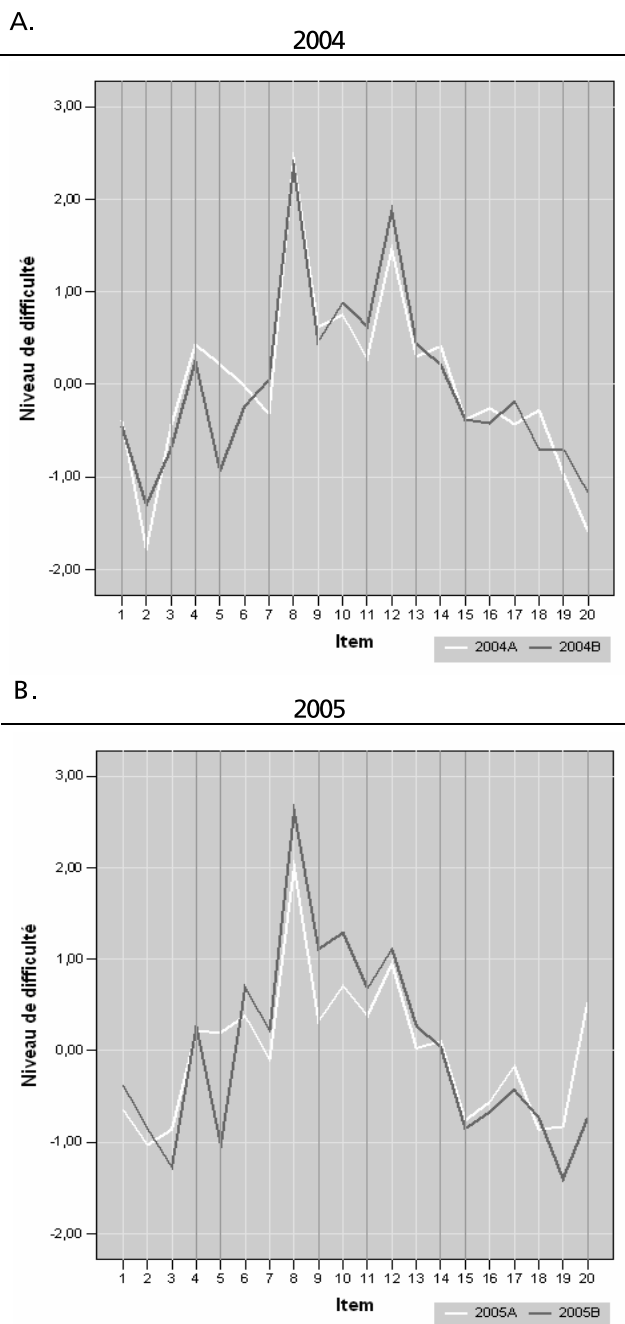 A.
2004
3,00
2,00
1,00
0,00
-1,00
-2,00
Niveau de difficulté
1 2 3 4 5 6 7 8 9 10 11 12 13 14 15 16 17 18 19 20
Item
2004A 2004B
B.
2005
3,00
2,00
1,00
0,00
-1,00
-2,00
Niveau de difficulté
1 2 3 4 5 6 7 8 9 10 11 12 13 14 15 16 17 18 19 20
Item
2005A 2005B